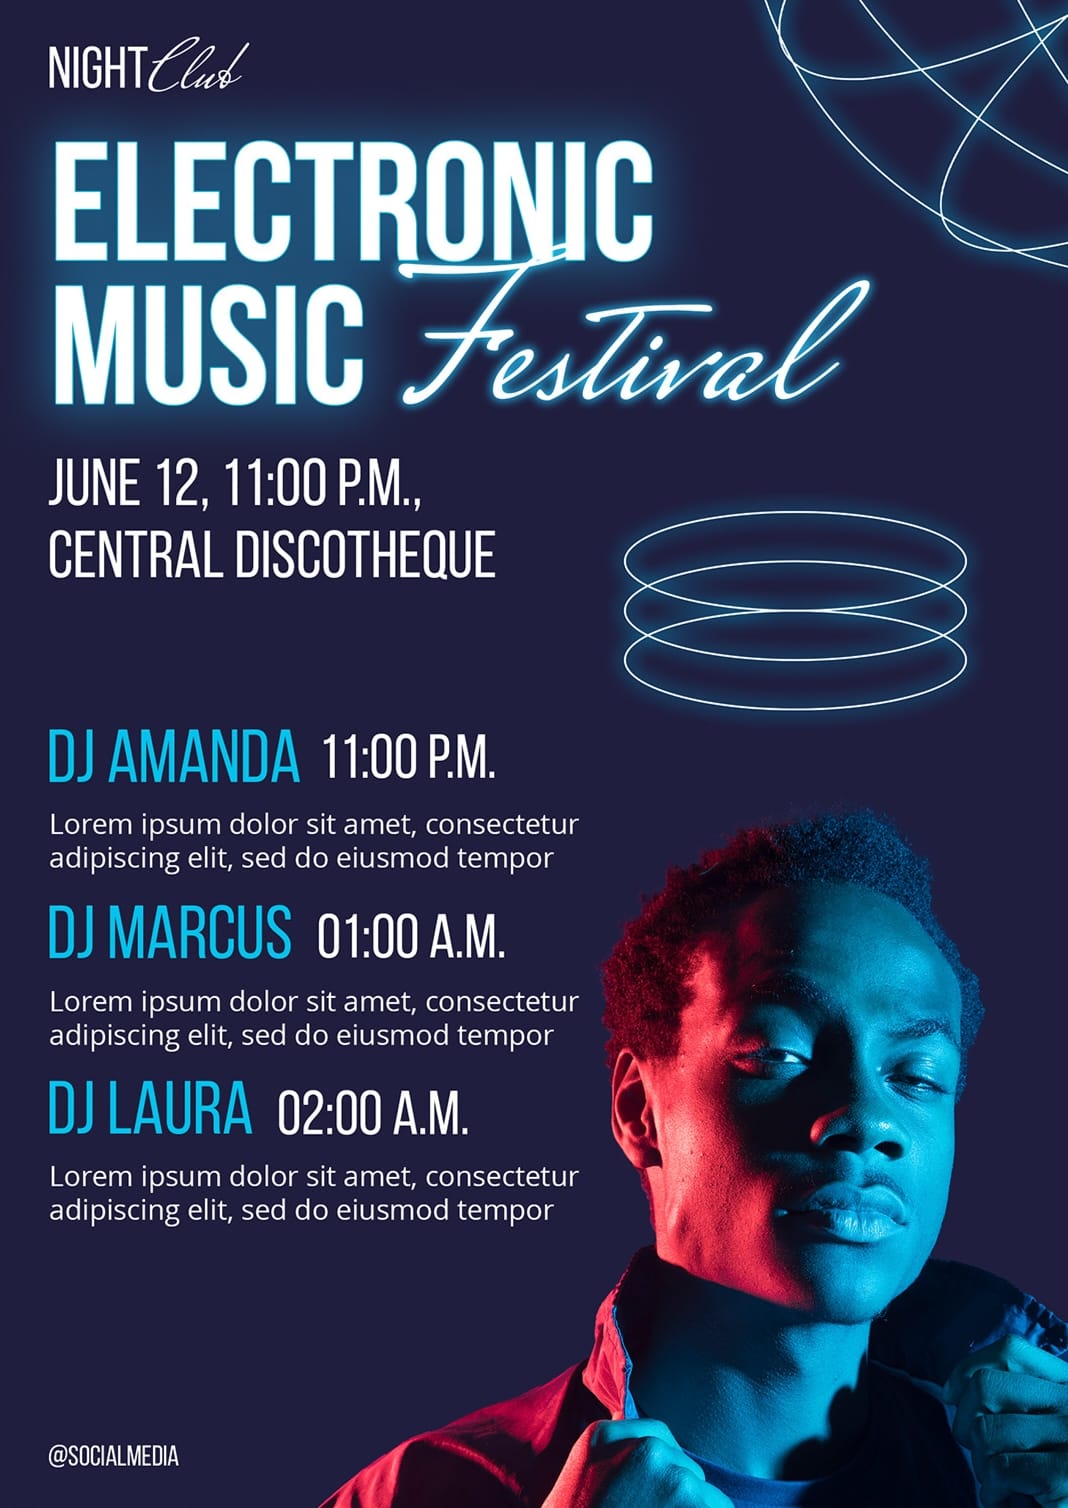 NIGHT Club
ELECTRONIC
MUSIC Festival
JUNE 12, 11:00 P.M.,
CENTRAL DISCOTHEQUE
DJ AMANDA 11:00 P.M.
Lorem ipsum dolor sit amet, consectetur
adipiscing elit, sed do eiusmod tempor
DJ MARCUS 01:00 A.M.
Lorem ipsum dolor sit amet, consectetur
adipiscing elit, sed do eiusmod tempor
DJ LAURA 02:00 A.M.
Lorem ipsum dolor sit amet, consectetur
adipiscing elit, sed do eiusmod tempor
@SOCIALMEDIA